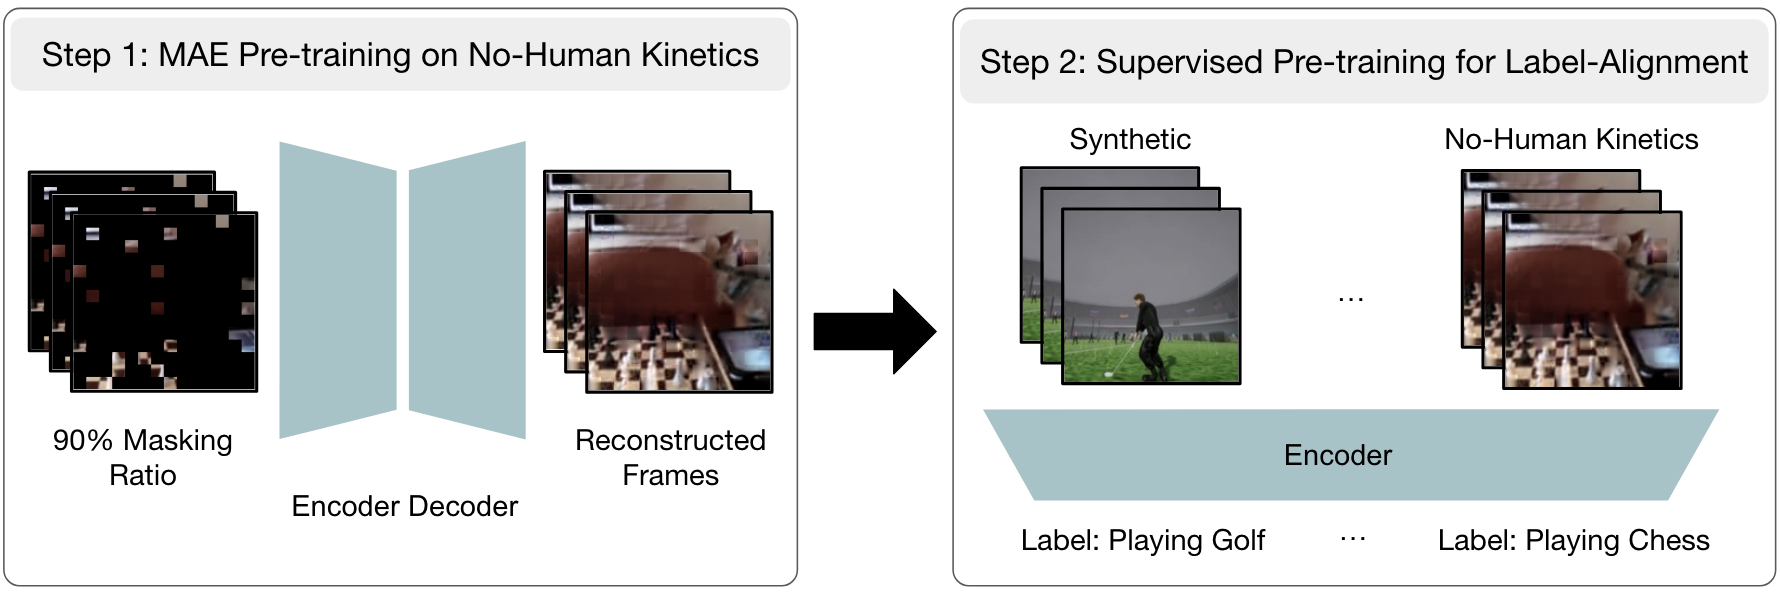 Step 1: MAE Pre-training on No-Human Kinetics
90% Masking
Ratio
Encoder Decoder
Reconstructed
Frames
Step 2: Supervised Pre-training for Label-Alignment
Synthetic
...
No-Human Kinetics
Encoder
Label: Playing Golf
...
Label: Playing Chess